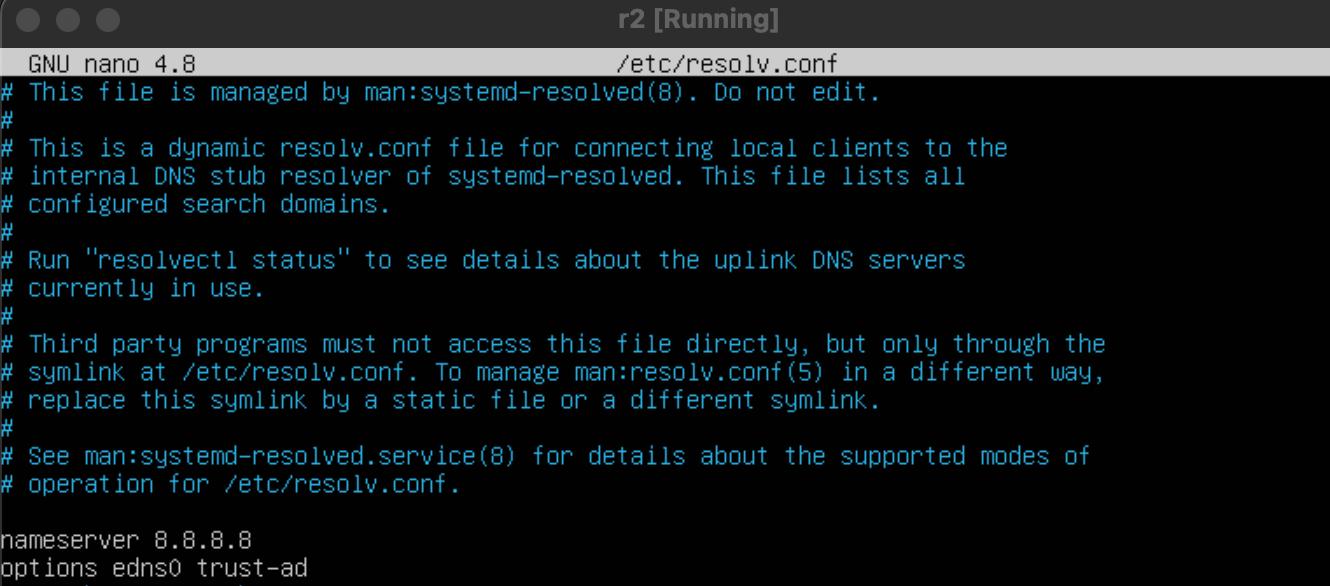 r2 [Running]
GNU nano 4.8 /etc/resolv.conf
# This file is managed by man:systemd-resolved(8). Do not edit.
#
# This is a dynamic resolv.conf file for connecting local clients to the
# internal DNS stub resolver of systemd-resolved. This file lists all
# configured search domains.
#
# Run "resolvectl status" to see details about the uplink DNS servers
# currently in use.
#
# Third party programs must not access this file directly, but only through the
# symlink at /etc/resolv.conf. To manage man:resolv.conf(5) in a different way,
# replace this symlink by a static file or a different symlink.
#
# See man:systemd-resolved.service(8) for details about the supported modes of
# operation for /etc/resolv.conf.
nameserver 8.8.8.8
options edns0 trust-ad